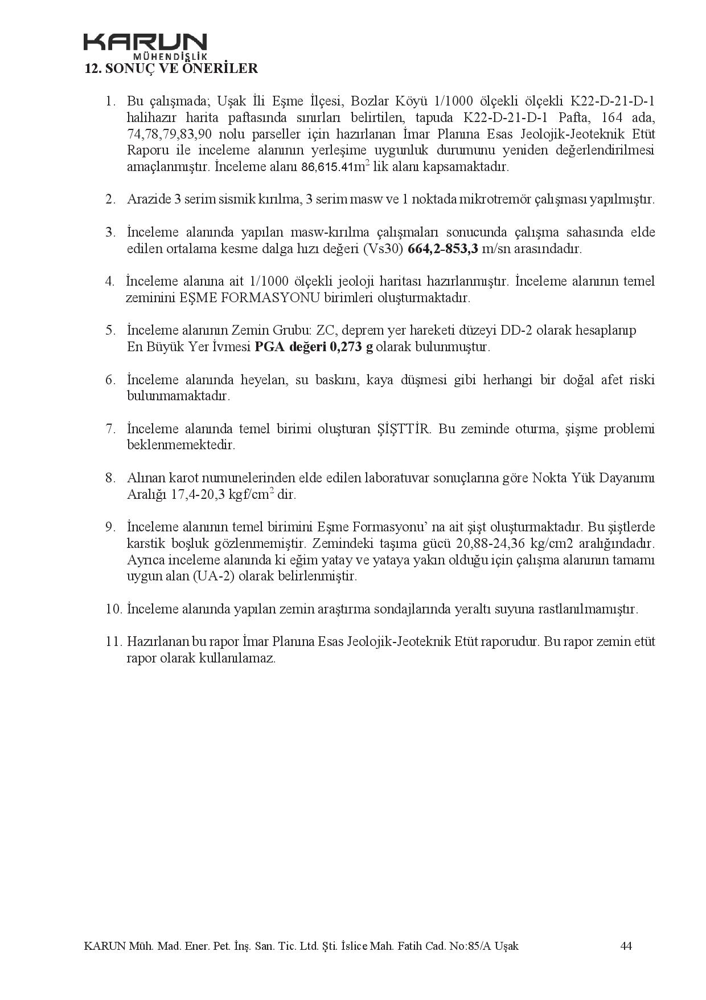 KARUN
MÜHENDİSLİK
12. SONUÇ VE ÖNERİLER
1. Bu çalışmada; Uşak İli Eşme İlçesi, Bozlar Köyü 1/1000 ölçekli ölçekli K22-D-21-D-1
halihazır harita paftasında sınırları belirtilen, tapuda K22-D-21-D-1 Pafta, 164 ada,
74,78,79,83,90 nolu parseller için hazırlanan İmar Planına Esas Jeolojik-Jeoteknik Etüt
Raporu ile inceleme alanının yerleşime uygunluk durumunu yeniden değerlendirilmesi
amaçlanmıştır. İnceleme alanı 86,615.41m² lik alanı kapsamaktadır.
2. Arazide 3 serim sismik kırılma, 3 serim masw ve 1 noktada mikrotremör çalışması yapılmıştır.
3. İnceleme alanında yapılan masw-kırılma çalışmaları sonucunda çalışma sahasında elde
edilen ortalama kesme dalga hızı değeri (Vs30) 664,2-853,3 m/sn arasındadır.
4. İnceleme alanına ait 1/1000 ölçekli jeoloji haritası hazırlanmıştır. İnceleme alanının temel
zeminini EŞME FORMASYONU birimleri oluşturmaktadır.
5. İnceleme alanının Zemin Grubu: ZC, deprem yer hareketi düzeyi DD-2 olarak hesaplanıp
En Büyük Yer İvmesi PGA değeri 0,273 g olarak bulunmuştur.
6. İnceleme alanında heyelan, su baskını, kaya düşmesi gibi herhangi bir doğal afet riski
bulunmamaktadır.
7. İnceleme alanında temel birimi oluşturan ŞİŞTTİR. Bu zeminde oturma, şişme problemi
beklenmemektedir.
8. Alınan karot numunelerinden elde edilen laboratuvar sonuçlarına göre Nokta Yük Dayanımı
Aralığı 17,4-20,3 kgf/cm² dir.
9. İnceleme alanının temel birimini Eşme Formasyonu’ na ait şişt oluşturmaktadır. Bu şiştlerde
karstik boşluk gözlenmemiştir. Zemindeki taşıma gücü 20,88-24,36 kg/cm2 aralığındadır.
Ayrıca inceleme alanında ki eğim yatay ve yataya yakın olduğu için çalışma alanının tamamı
uygun alan (UA-2) olarak belirlenmiştir.
10. İnceleme alanında yapılan zemin araştırma sondajlarında yeraltı suyuna rastlanılmamıştır.
11. Hazırlanan bu rapor İmar Planına Esas Jeolojik-Jeoteknik Etüt raporudur. Bu rapor zemin etüt
rapor olarak kullanılamaz.
KARUN Müh. Mad. Ener. Pet. İnş. San. Tic. Ltd. Şti. İslice Mah. Fatih Cad. No:85/A Uşak 44